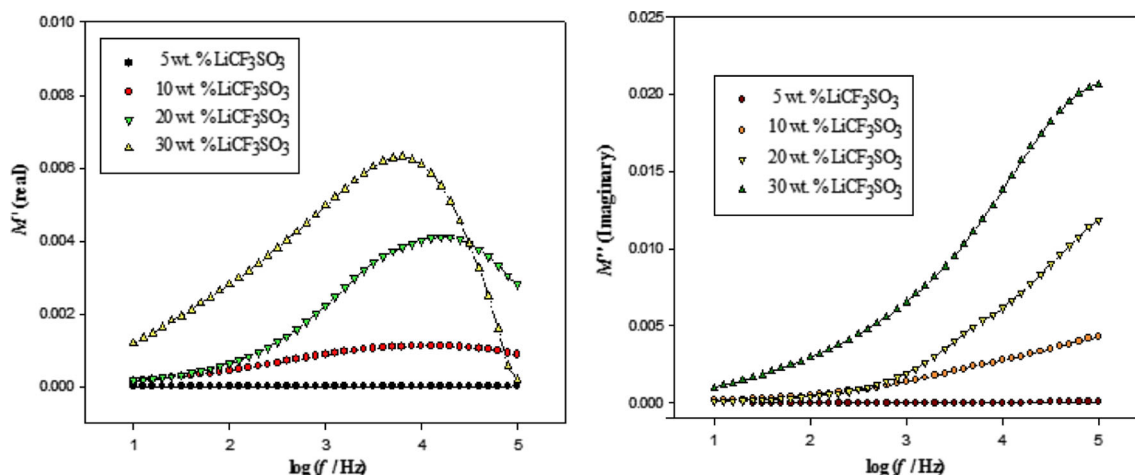 0.010
0.008
0.006
0.004
0.002
0.000
M' (real)
5 wt. % LiCF₃SO₃
10 wt % LiCF₃SO₃
20 wt % LiCF₃SO₃
30 wt % LiCF₃SO₃
1 2 3 4 5
log (f / Hz)
0.025
0.020
0.015
0.010
0.005
0.000
M'' (Imaginary)
5 wt. % LiCF₃SO₃
10 wt. % LiCF₃SO₃
20 wt. % LiCF₃SO₃
30 wt. % LiCF₃SO₃
1 2 3 4 5
log (f / Hz)